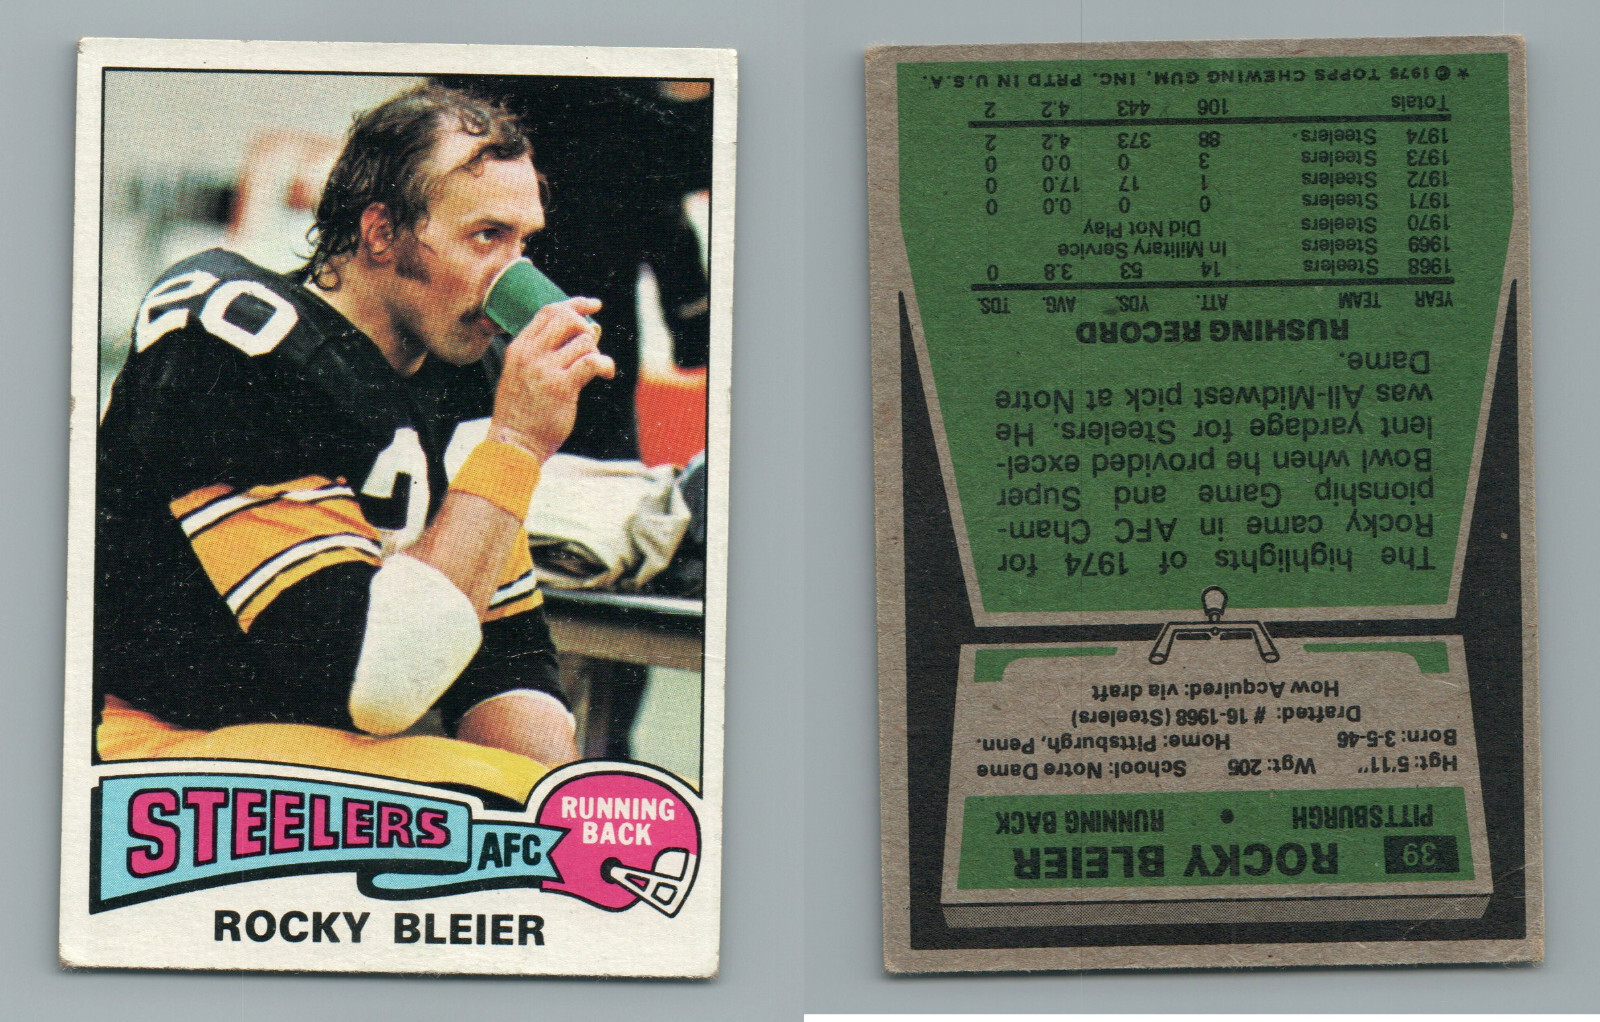 20
20
STEELERS
AFC
RUNNING
BACK
ROCKY BLEIER
39
ROCKY BLEIER
PITTSBURGH • RUNNING BACK
Hgt: 5'11" Wgt: 205 School: Notre Dame
Born: 3-5-46 Home: Pittsburgh, Penn.
Drafted: # 16-1968 (Steelers)
How Acquired: via draft
The highlights of 1974 for
Rocky came in AFC Cham-
pionship Game and Super
Bowl when he provided excel-
lent yardage for Steelers. He
was All-Midwest pick at Notre
Dame.
RUSHING RECORD
YEAR TEAM ATT. YDS. AVG. TDS.
1968 Steelers 14 53 3.8 0
1969 Steelers In Military Service
1970 Steelers Did Not Play
1971 Steelers 0 0 0.0 0
1972 Steelers 1 17 17.0 0
1973 Steelers 3 0 0.0 0
1974 Steelers 88 373 4.2 2
Totals 106 443 4.2 2
★ © 1975 TOPPS CHEWING GUM, INC. PRTD IN U.S.A.